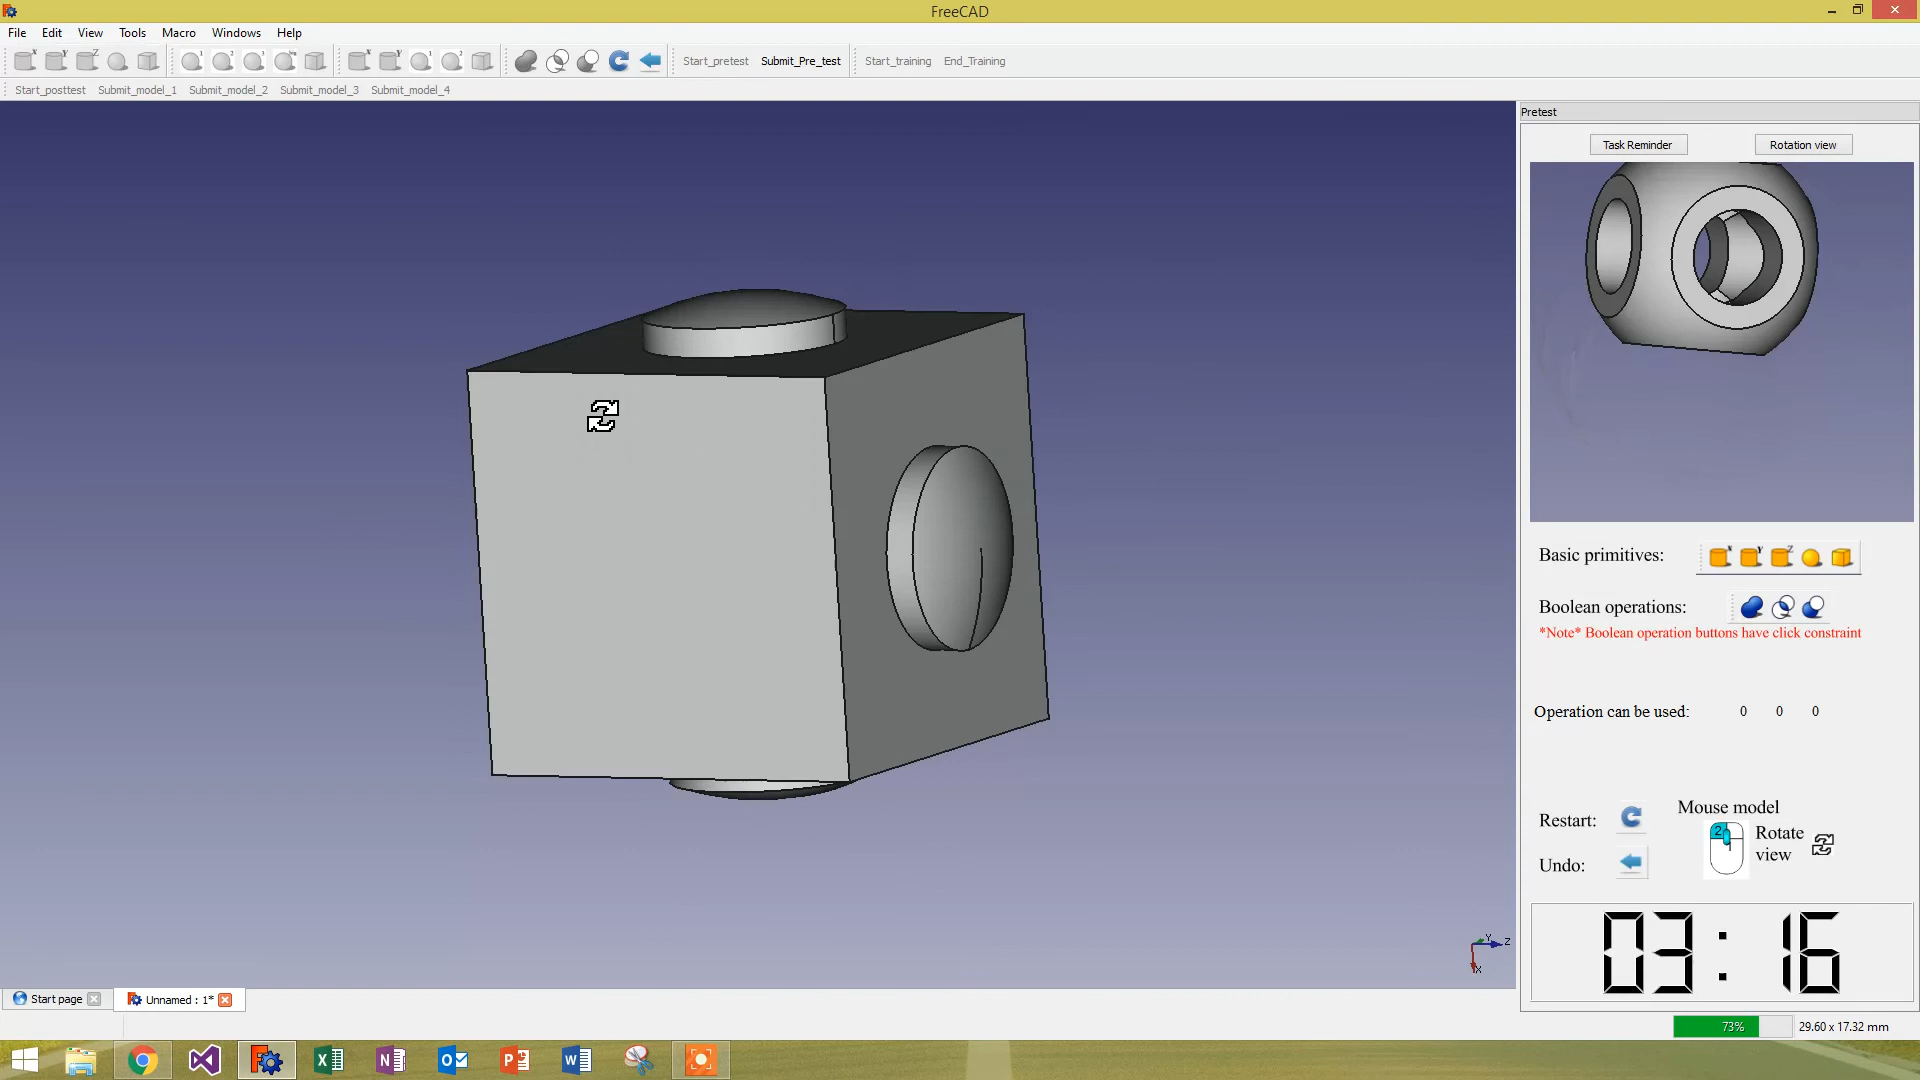 FreeCAD
File Edit View Tools Macro Windows Help
Start_pretest Submit_Pre_test Start_training End_Training
Start_posttest Submit_model_1 Submit_model_2 Submit_model_3 Submit_model_4
Pretest
Task Reminder Rotation view
Basic primitives: X Y Z
Boolean operations:
*Note* Boolean operation buttons have click constraint
Operation can be used: 0 0 0
Restart:
Mouse model
2
Rotate
view
Undo:
03:16
Y Z
X
Start page Unnamed : 1*
73% 29.60 x 17.32 mm